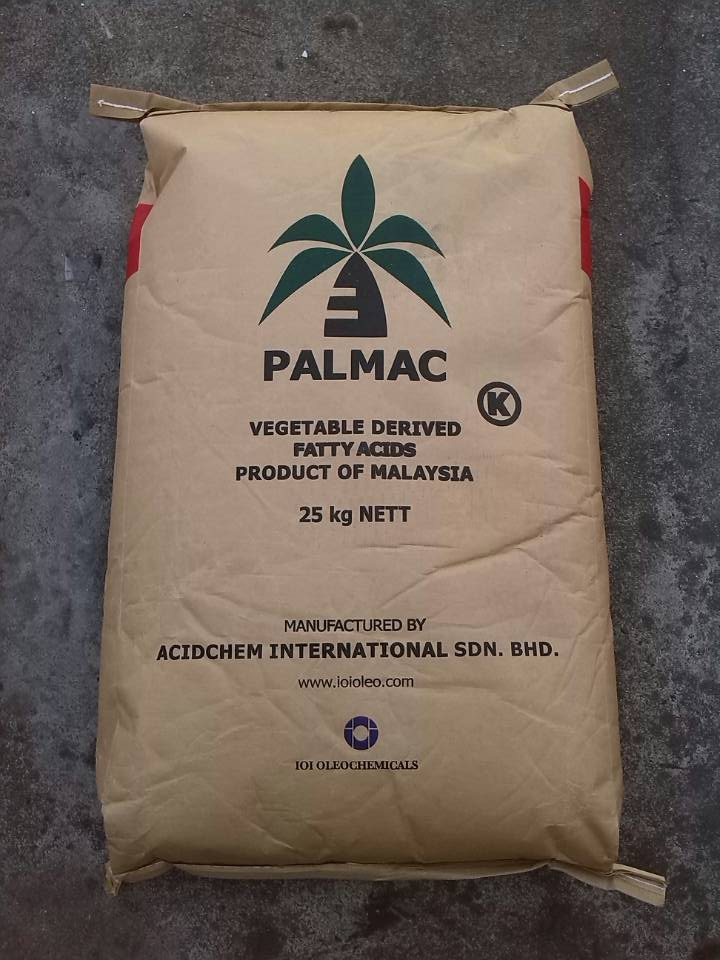 PALMAC
K
VEGETABLE DERIVED
FATTY ACIDS
PRODUCT OF MALAYSIA
25 kg NETT
MANUFACTURED BY
ACIDCHEM INTERNATIONAL SDN. BHD.
www.ioioleo.com
IOI OLEOCHEMICALS